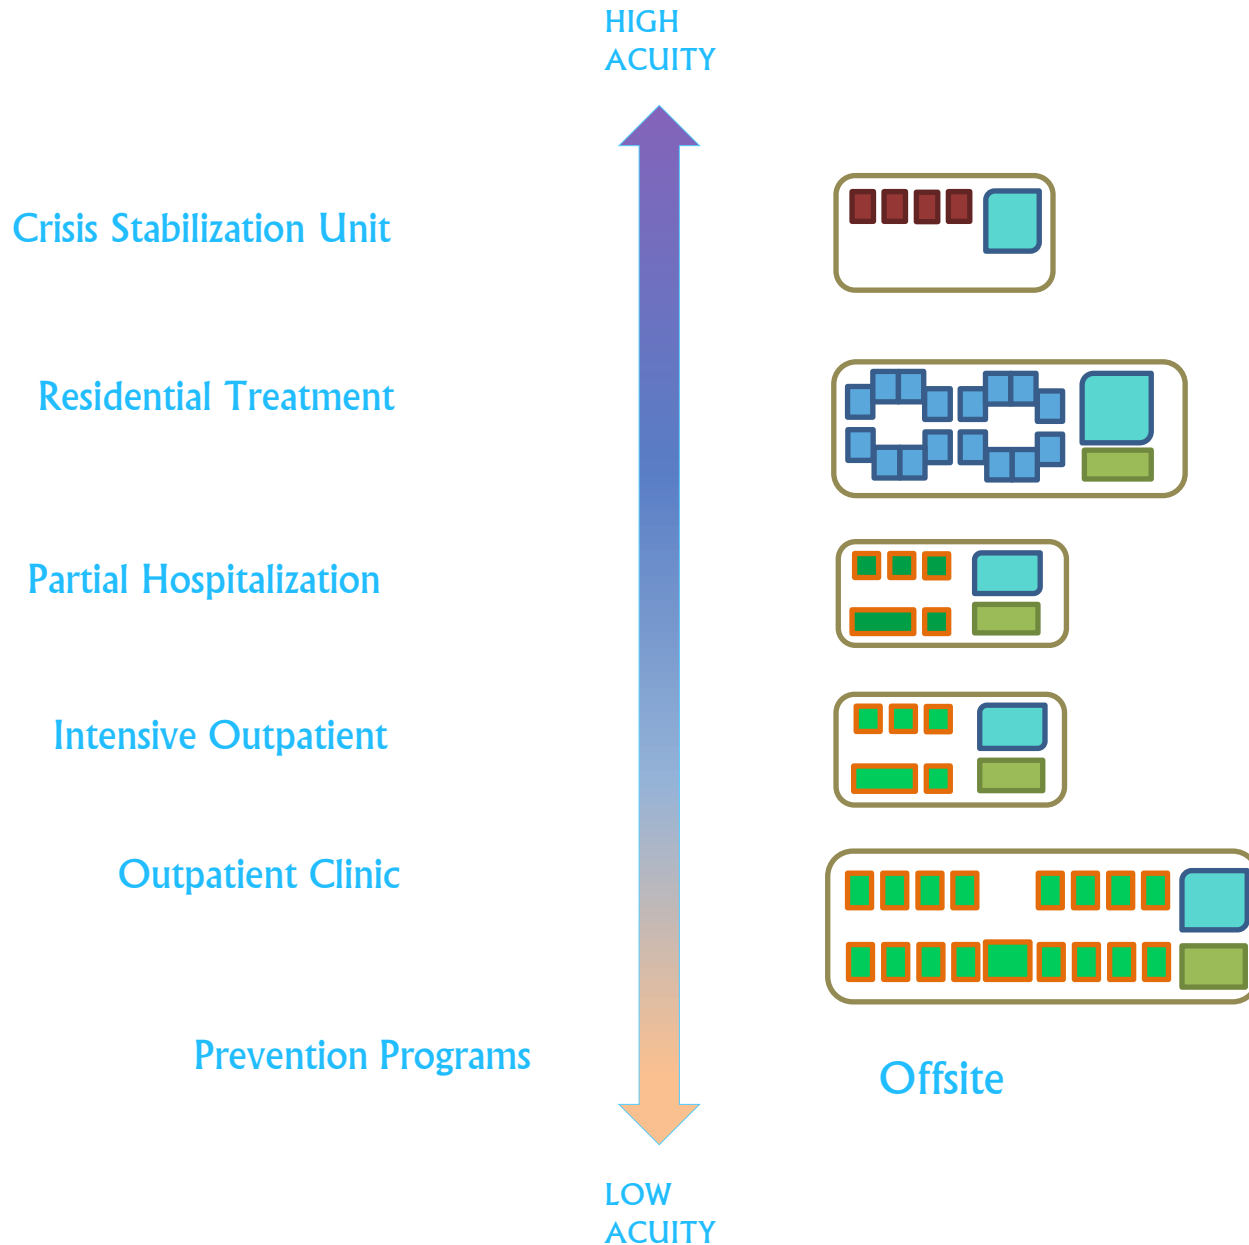 HIGH
ACUITY
Crisis Stabilization Unit
Residential Treatment
Partial Hospitalization
Intensive Outpatient
Outpatient Clinic
Prevention Programs
Offsite
LOW
ACUITY